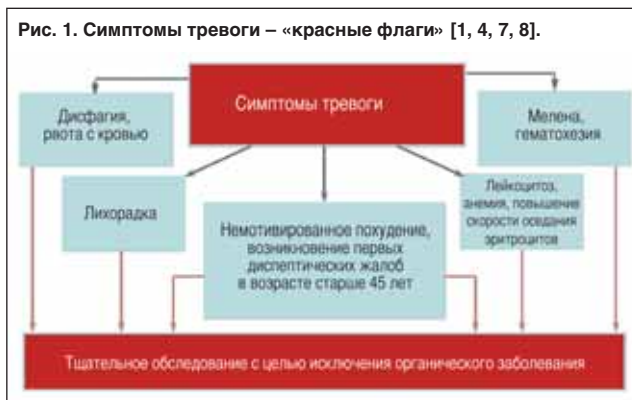 Рис. 1. Симптомы тревоги – «красные флаги» [1, 4, 7, 8].
Симптомы тревоги
Дисфагия,
рвота с кровью
Мелена,
гематохезия
Лихорадка
Немотивированное похудение,
возникновение первых
диспептических жалоб
в возрасте старше 45 лет
Лейкоцитоз,
анемия, повышение
скорости оседания
эритроцитов
Тщательное обследование с целью исключения органического заболевания